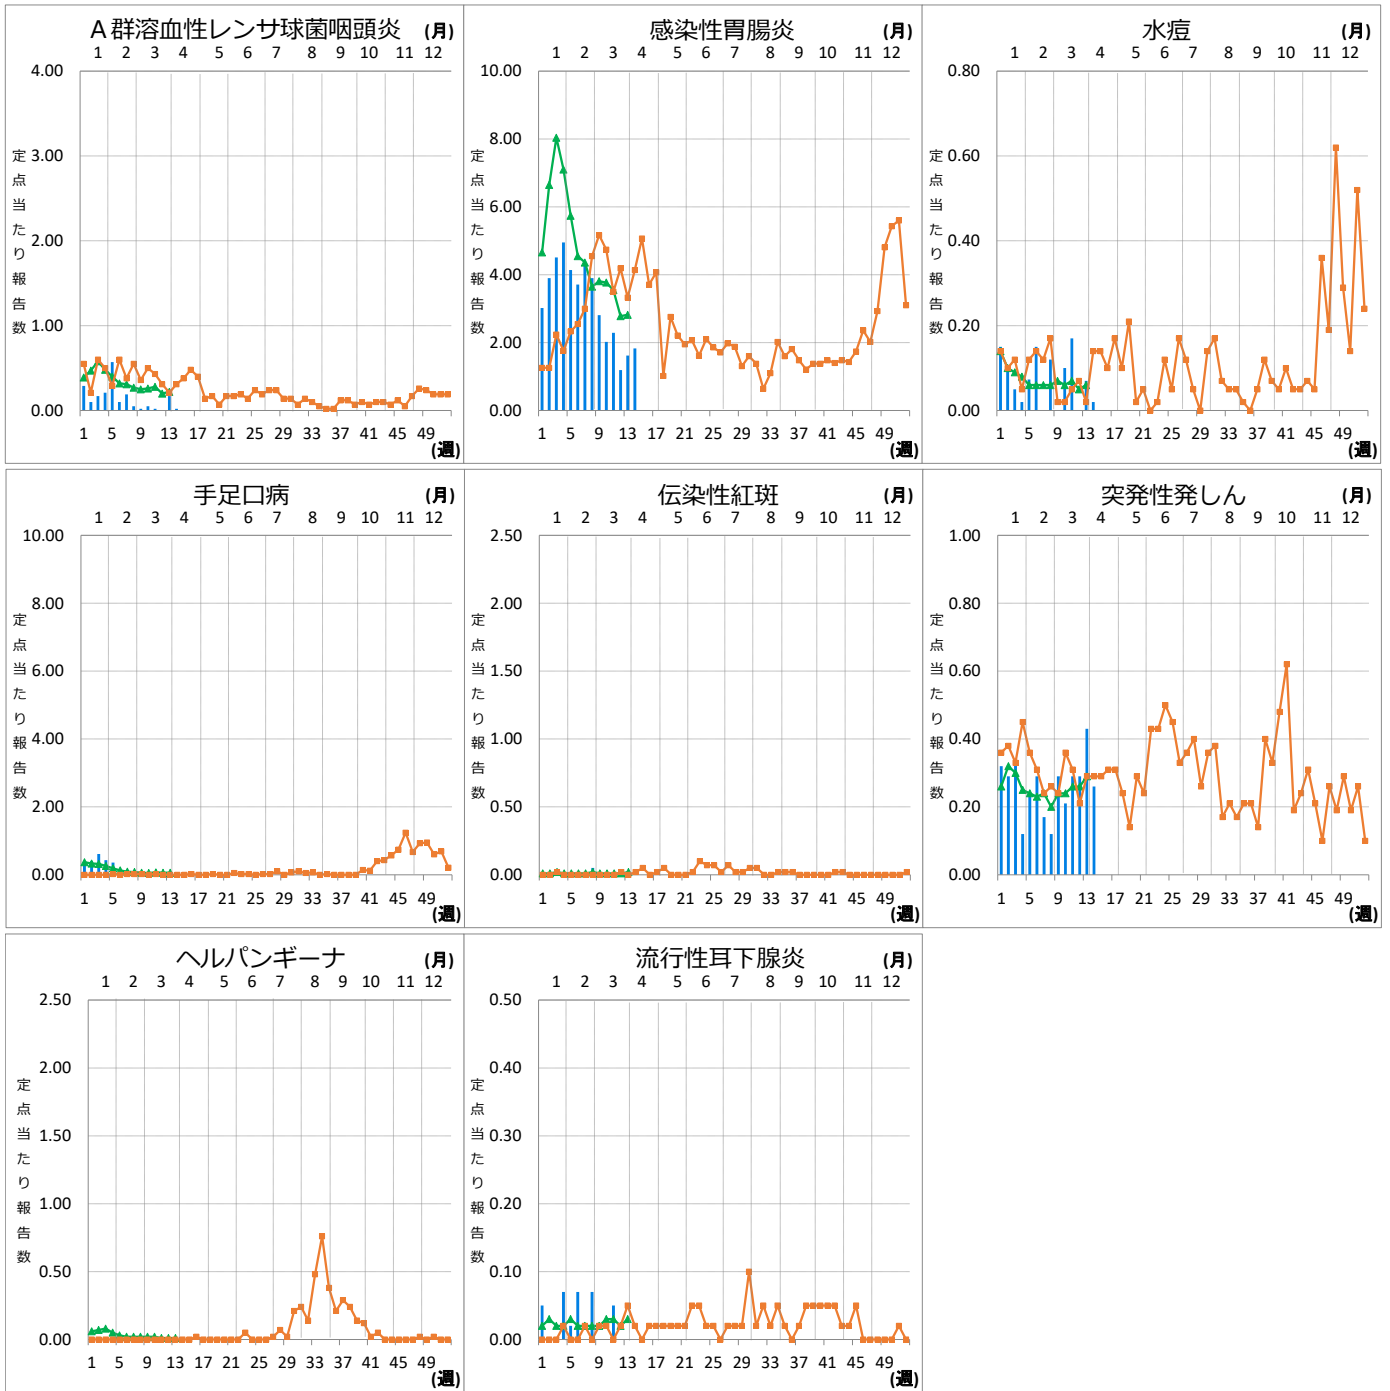 A群溶血性レンサ球菌咽頭炎 (月)
1 2 3 4 5 6 7 8 9 10 11 12
4.00
3.00
2.00
1.00
0.00
定点当たり報告数
1 5 9 13 17 21 25 29 33 37 41 45 49
(週)
感染性胃腸炎 (月)
1 2 3 4 5 6 7 8 9 10 11 12
10.00
8.00
6.00
4.00
2.00
0.00
定点当たり報告数
1 5 9 13 17 21 25 29 33 37 41 45 49
(週)
水痘 (月)
1 2 3 4 5 6 7 8 9 10 11 12
0.80
0.60
0.40
0.20
0.00
定点当たり報告数
1 5 9 13 17 21 25 29 33 37 41 45 49
(週)
手足口病 (月)
1 2 3 4 5 6 7 8 9 10 11 12
10.00
8.00
6.00
4.00
2.00
0.00
定点当たり報告数
1 5 9 13 17 21 25 29 33 37 41 45 49
(週)
伝染性紅斑 (月)
1 2 3 4 5 6 7 8 9 10 11 12
2.50
2.00
1.50
1.00
0.50
0.00
定点当たり報告数
1 5 9 13 17 21 25 29 33 37 41 45 49
(週)
突発性発しん (月)
1 2 3 4 5 6 7 8 9 10 11 12
1.00
0.80
0.60
0.40
0.20
0.00
定点当たり報告数
1 5 9 13 17 21 25 29 33 37 41 45 49
(週)
ヘルパンギーナ (月)
1 2 3 4 5 6 7 8 9 10 11 12
2.50
2.00
1.50
1.00
0.50
0.00
定点当たり報告数
1 5 9 13 17 21 25 29 33 37 41 45 49
(週)
流行性耳下腺炎 (月)
1 2 3 4 5 6 7 8 9 10 11 12
0.50
0.40
0.30
0.20
0.10
0.00
定点当たり報告数
1 5 9 13 17 21 25 29 33 37 41 45 49
(週)